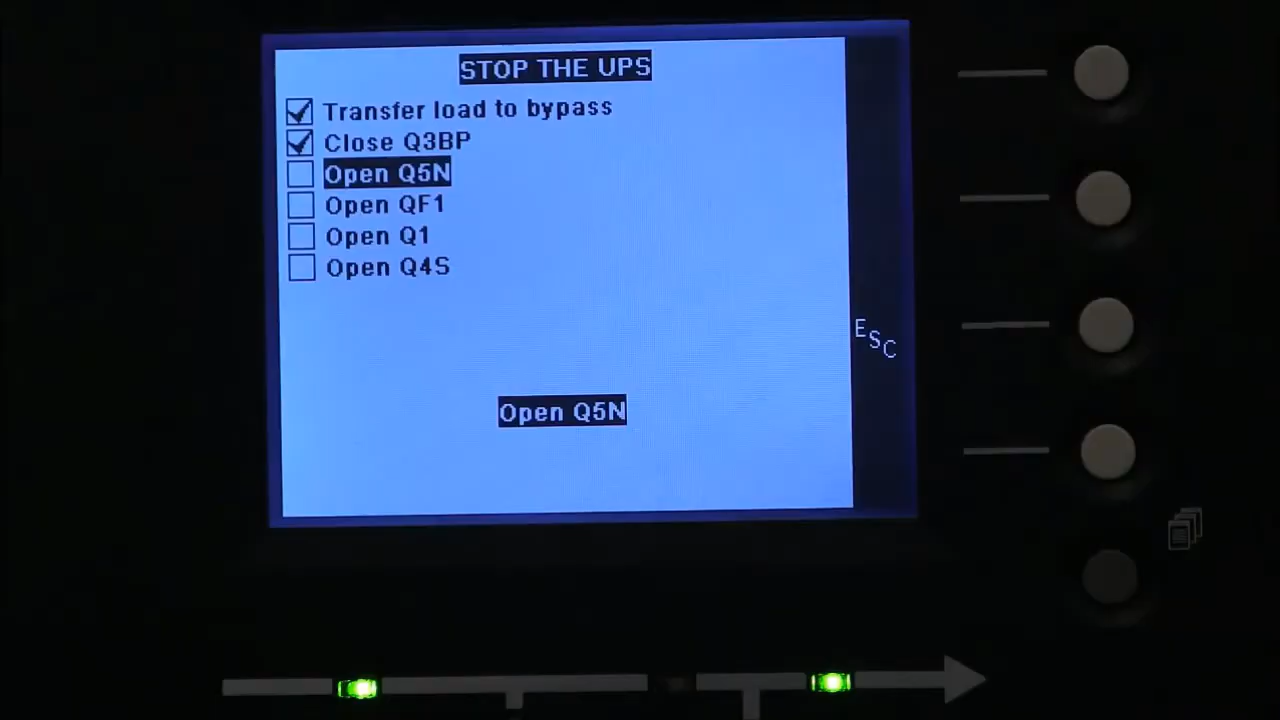 STOP THE UPS
Transfer load to bypass
Close Q3BP
Open Q5N
Open QF1
Open Q1
Open Q4S
ESC
Open Q5N